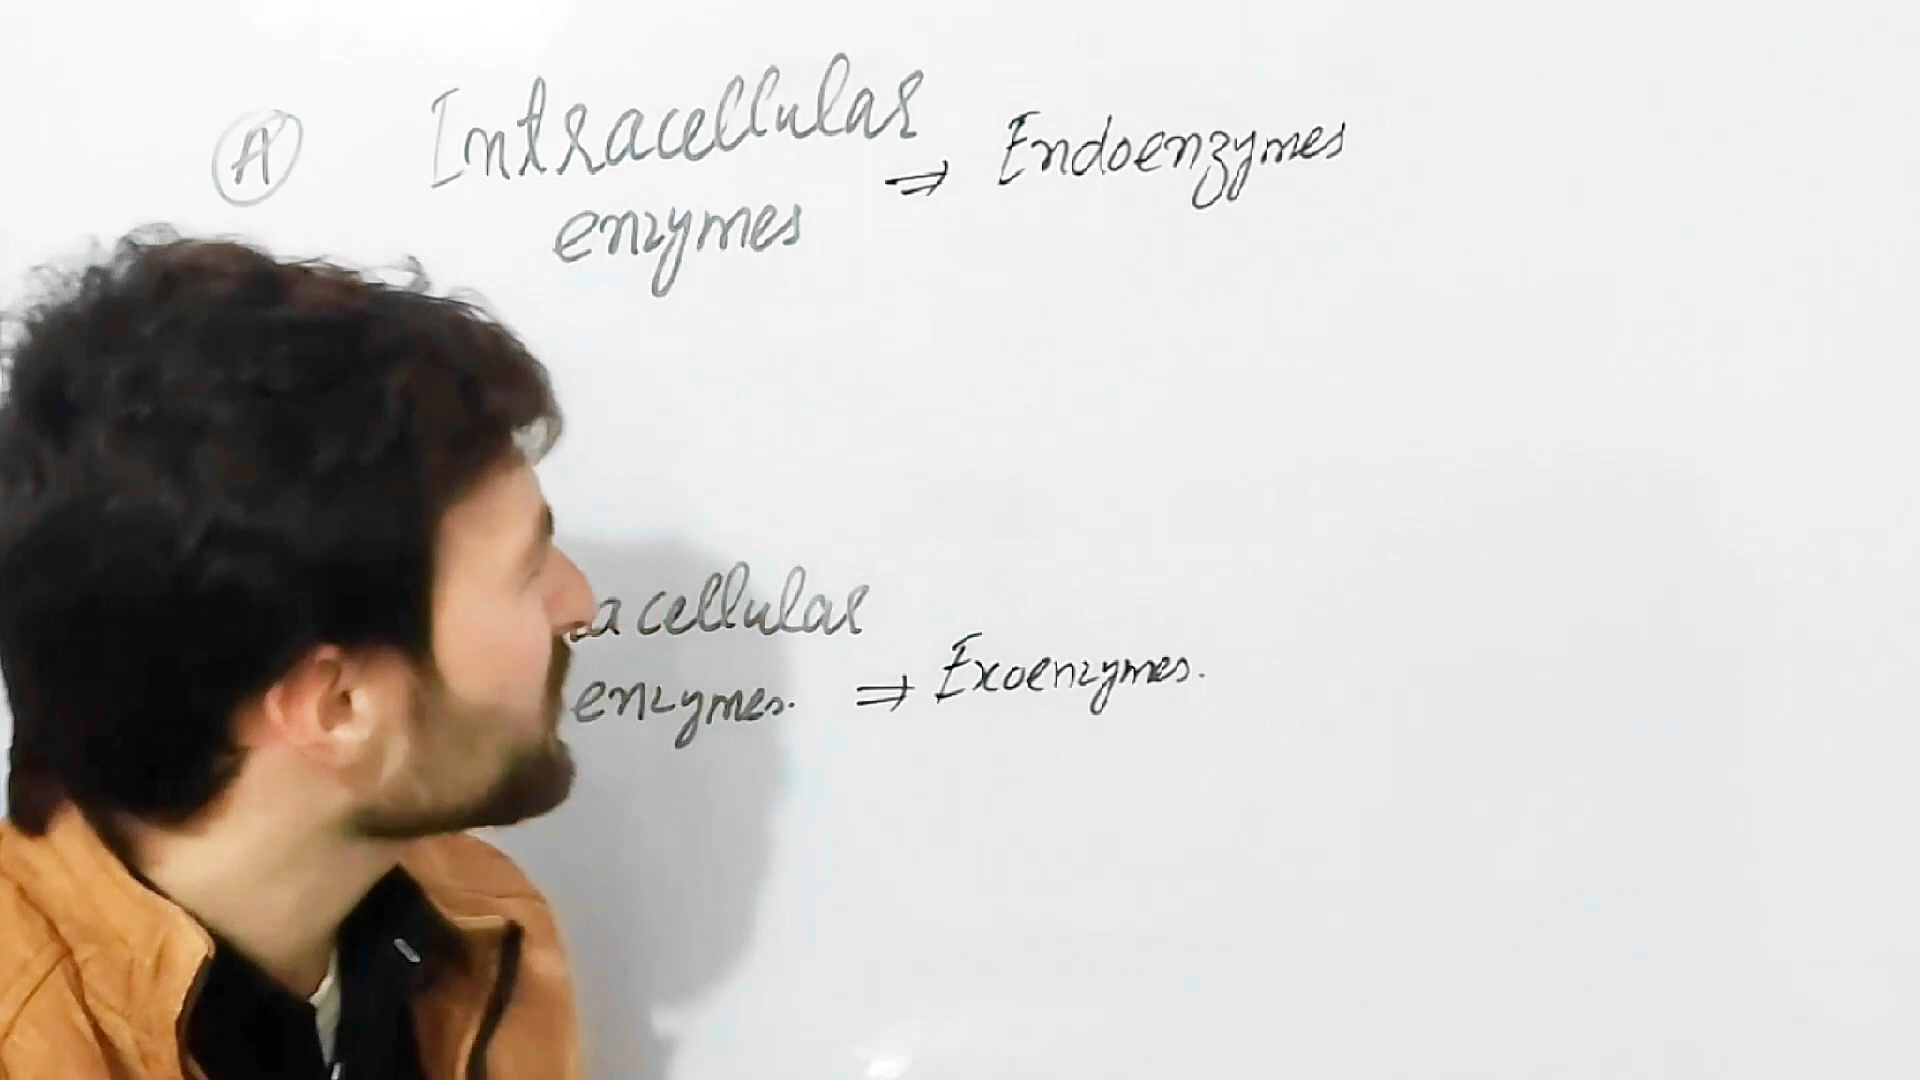 A Intracellular ⇒ Endoenzymes
enzymes
acellular
enzymes. ⇒ Exoenzymes.